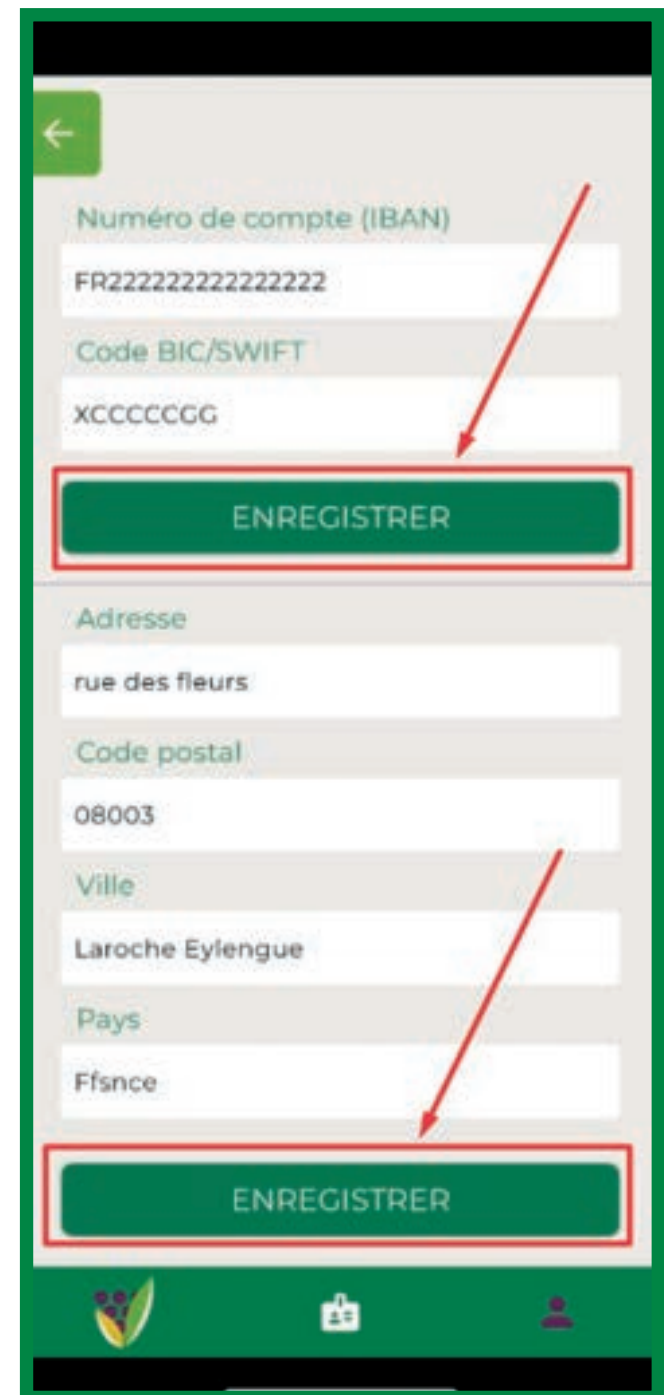 Numéro de compte (IBAN)
FR222222222222222
Code BIC/SWIFT
XCCCCCGG
ENREGISTRER
Adresse
rue des fleurs
Code postal
08003
Ville
Laroche Eylengue
Pays
Ffsnce
ENREGISTRER